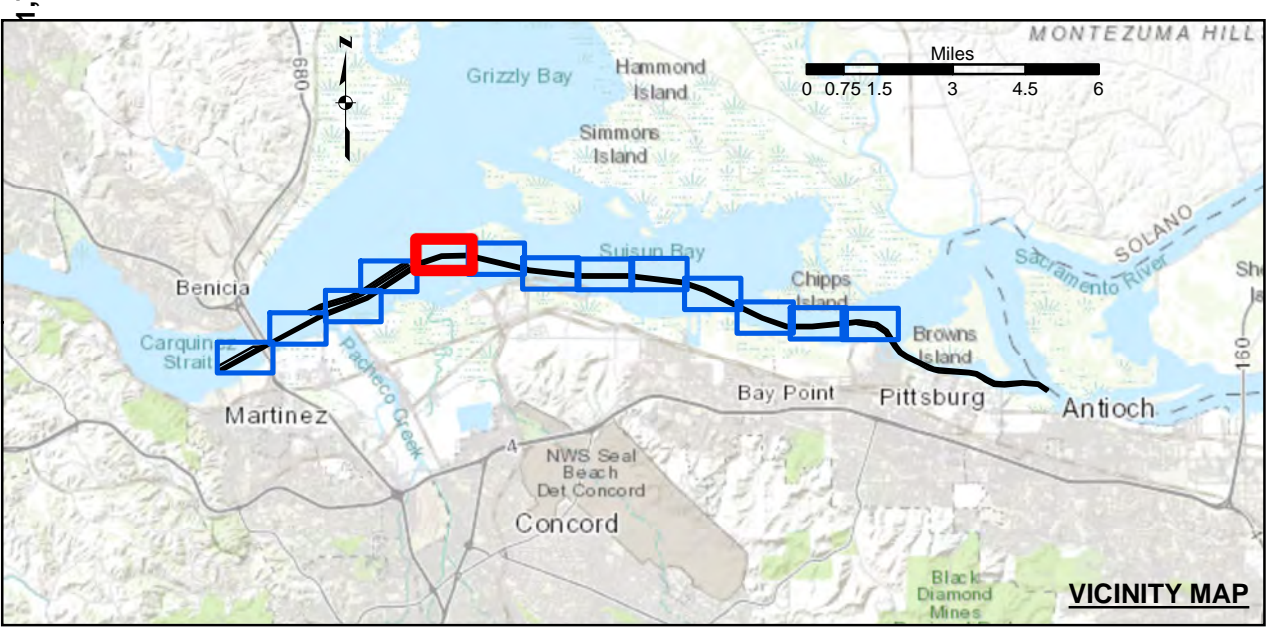 MONTEZUMA HILL
Miles
0 0.75 1.5 3 4.5 6
N
680
Grizzly Bay
Hammond
Island
Simmons
Island
SOLANO
Suisun Bay
Sacramento River
Benicia
Chipps
Island
Carquinez
Strait
Pacheco Creek
Browns
Island
160
Martinez
Bay Point
Pittsburg
Antioch
4
NWS Seal
Beach
Det Concord
Concord
Black
Diamond
Mines
VICINITY MAP